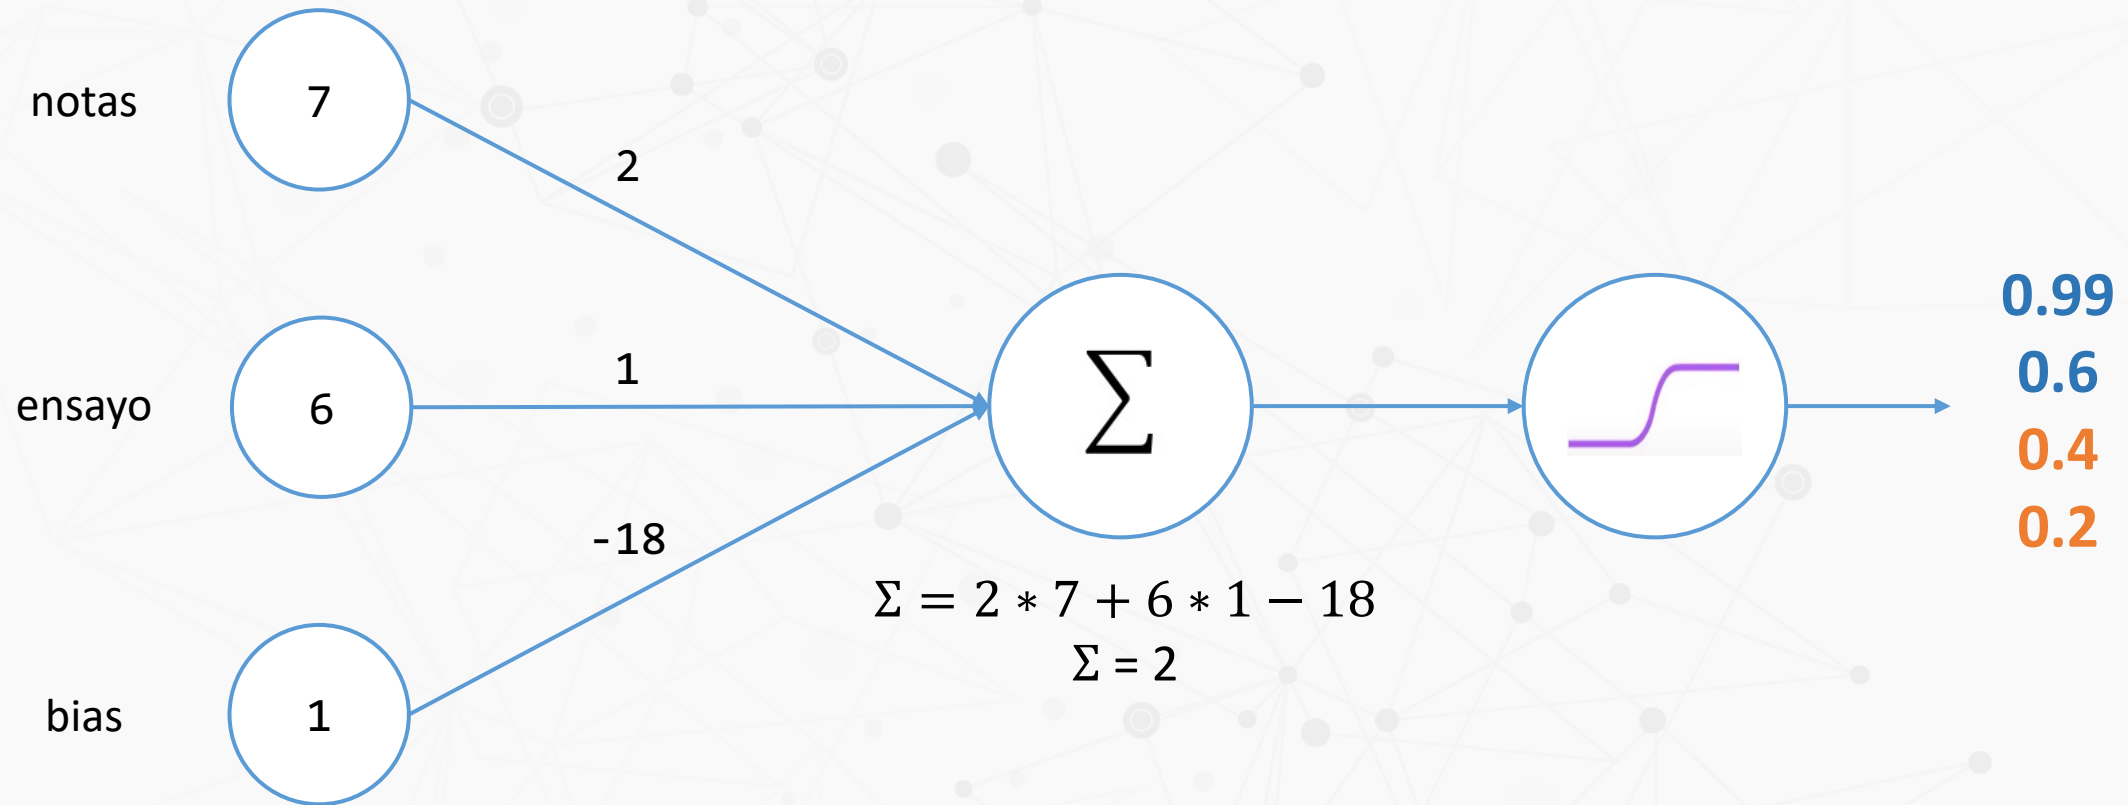 notas
7
2
ensayo
6
1
bias
1
-18
∑
Σ = 2 ∗ 7 + 6 ∗ 1 − 18
Σ = 2
0.99
0.6
0.4
0.2